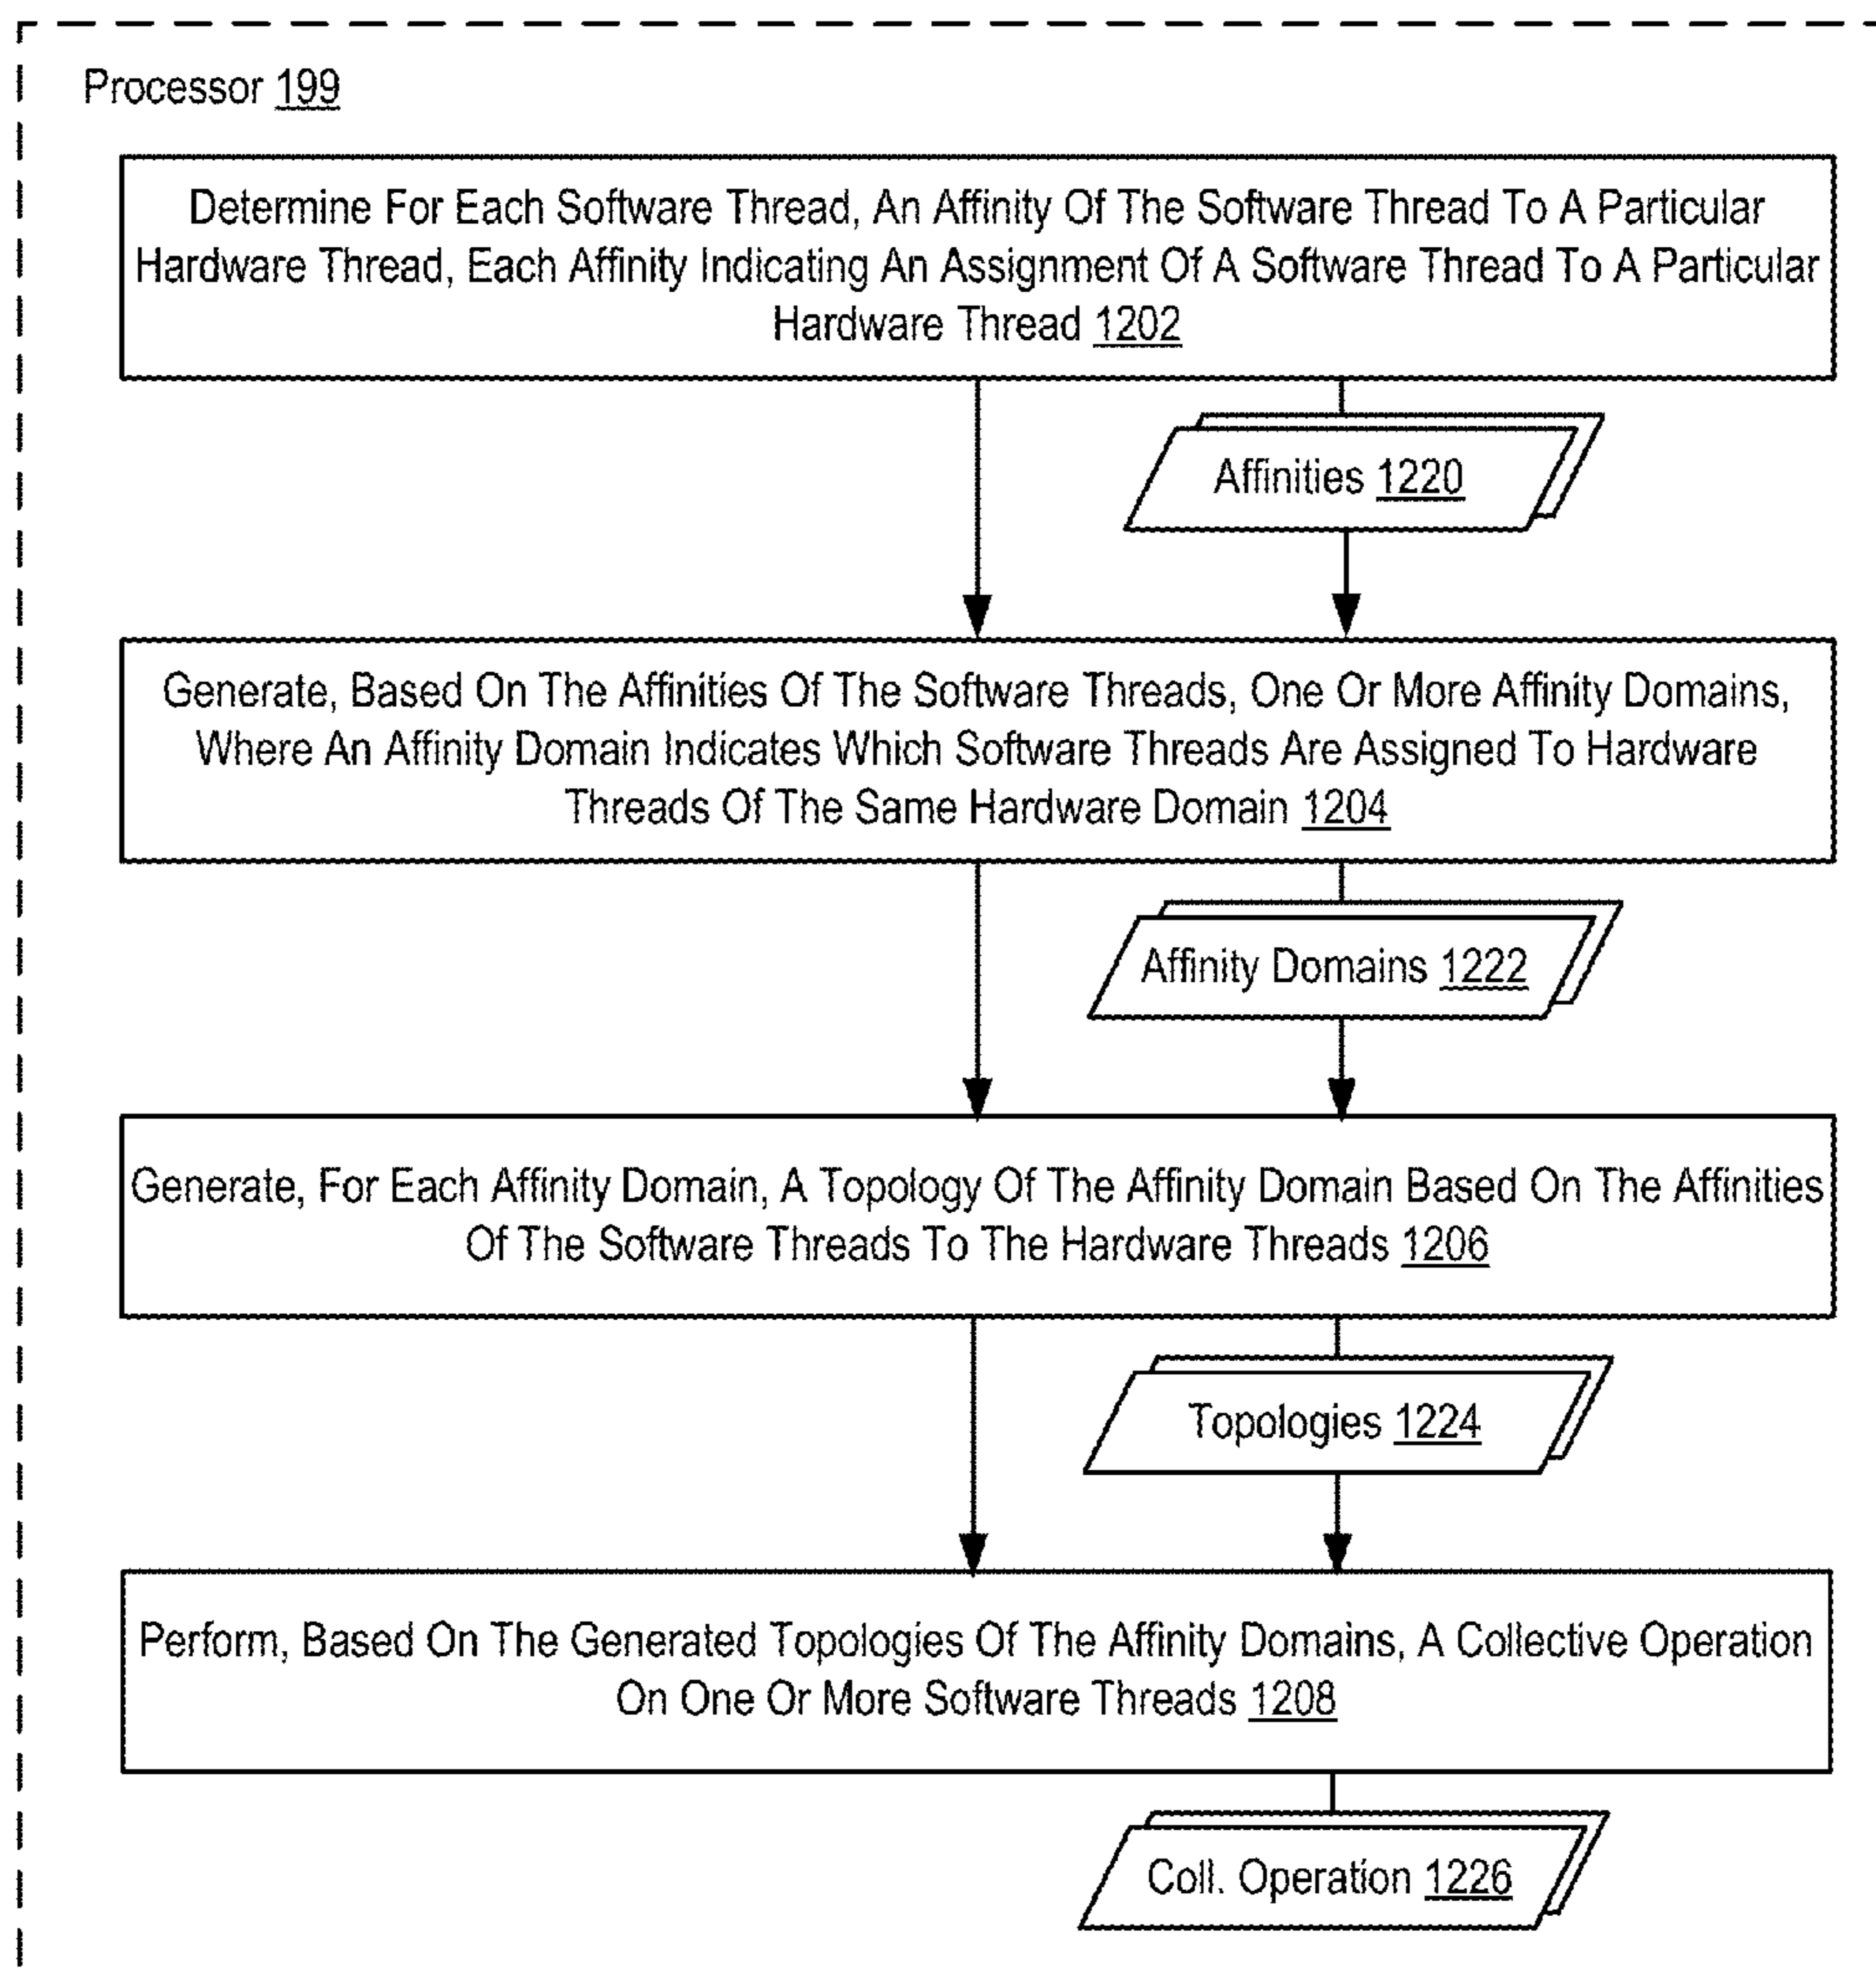 Processor 199
Determine For Each Software Thread, An Affinity Of The Software Thread To A Particular
Hardware Thread, Each Affinity Indicating An Assignment Of A Software Thread To A Particular
Hardware Thread 1202
Affinities 1220
Generate, Based On The Affinities Of The Software Threads, One Or More Affinity Domains,
Where An Affinity Domain Indicates Which Software Threads Are Assigned To Hardware
Threads Of The Same Hardware Domain 1204
Affinity Domains 1222
Generate, For Each Affinity Domain, A Topology Of The Affinity Domain Based On The Affinities
Of The Software Threads To The Hardware Threads 1206
Topologies 1224
Perform, Based On The Generated Topologies Of The Affinity Domains, A Collective Operation
On One Or More Software Threads 1208
Coll. Operation 1226